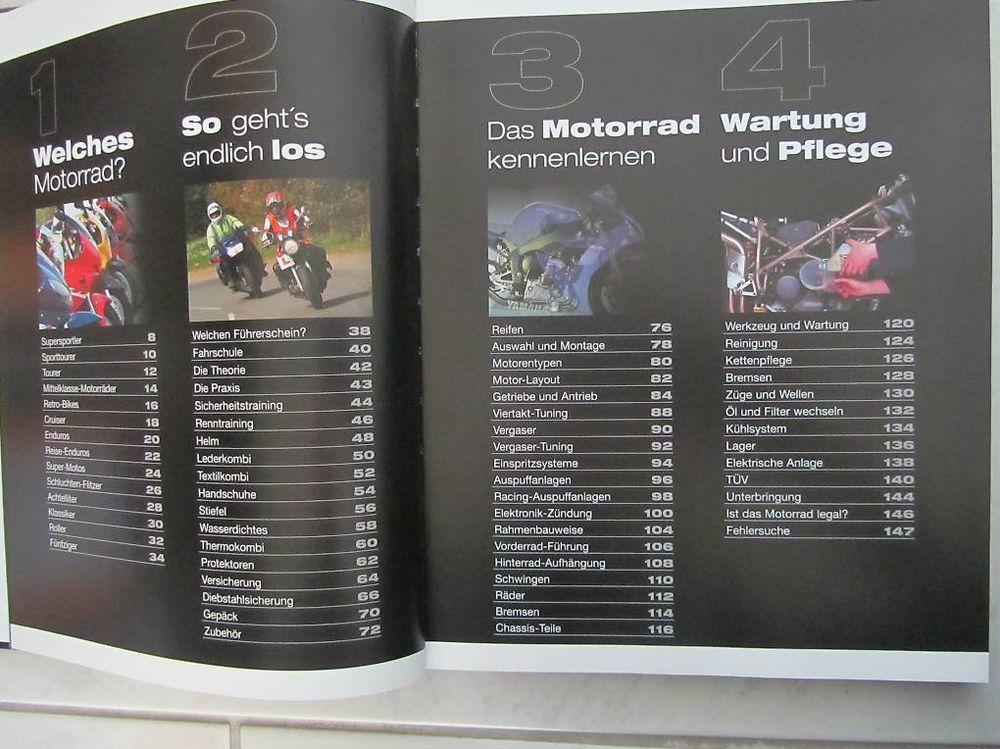 1
Welches
Motorrad?
Supersportler 8
Sporttourer 10
Tourer 12
Mittelklasse-Motorräder 14
Retro-Bikes 16
Cruiser 18
Enduros 20
Reise-Enduros 22
Super-Motos 24
Schluchten-Flitzer 26
Achtelliter 28
Klassiker 30
Roller 32
Fünfziger 34
2
So geht´s
endlich los
L
Welchen Führerschein? 38
Fahrschule 40
Die Theorie 42
Die Praxis 43
Sicherheitstraining 44
Renntraining 46
Helm 48
Lederkombi 50
Textilkombi 52
Handschuhe 54
Stiefel 56
Wasserdichtes 58
Thermokombi 60
Protektoren 62
Versicherung 64
Diebstahlsicherung 66
Gepäck 70
Zubehör 72
3
Das Motorrad
kennenlernen
YAMAHA
Reifen 76
Auswahl und Montage 78
Motorentypen 80
Motor-Layout 82
Getriebe und Antrieb 84
Viertakt-Tuning 88
Vergaser 90
Vergaser-Tuning 92
Einspritzsysteme 94
Auspuffanlagen 96
Racing-Auspuffanlagen 98
Elektronik-Zündung 100
Rahmenbauweise 104
Vorderrad-Führung 106
Hinterrad-Aufhängung 108
Schwingen 110
Räder 112
Bremsen 114
Chassis-Teile 116
4
Wartung
und Pflege
Werkzeug und Wartung 120
Reinigung 124
Kettenpflege 126
Bremsen 128
Züge und Wellen 130
Öl und Filter wechseln 132
Kühlsystem 134
Lager 136
Elektrische Anlage 138
TÜV 140
Unterbringung 144
Ist das Motorrad legal? 146
Fehlersuche 147